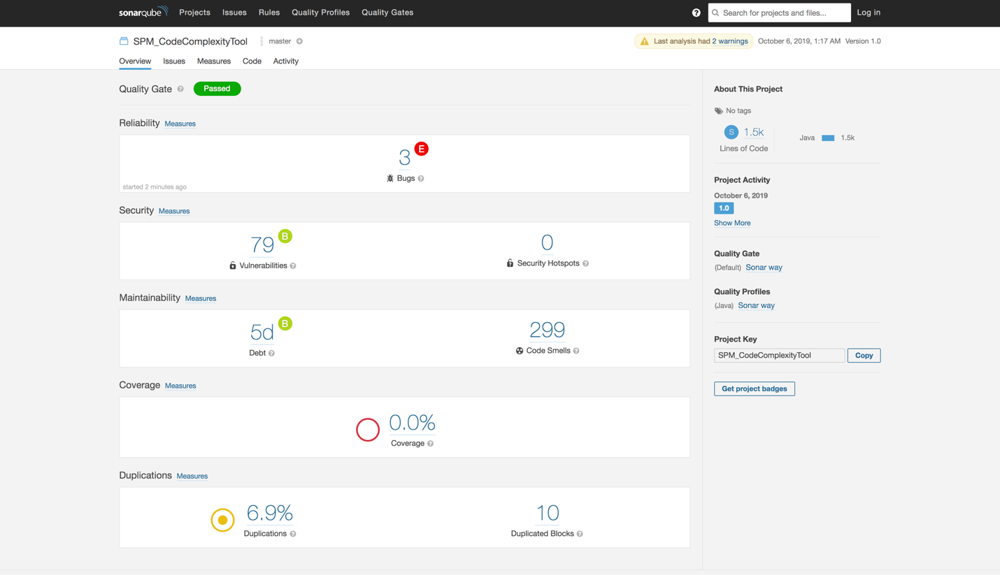 sonarqube Projects Issues Rules Quality Profiles Quality Gates ? Search for projects and files... Log in
SPM_CodeComplexityTool master Last analysis had 2 warnings October 6, 2019, 1:17 AM Version 1.0
Overview Issues Measures Code Activity
Quality Gate ? Passed
Reliability Measures
3 E
Bugs ?
started 2 minutes ago
Security Measures
79 B
Vulnerabilities ?
0
Security Hotspots ?
Maintainability Measures
5d B
Debt ?
299
Code Smells ?
Coverage Measures
0.0%
Coverage ?
Duplications Measures
6.9%
Duplications ?
10
Duplicated Blocks ?
About This Project
No tags
S 1.5k
Lines of Code
Java 1.5k
Project Activity
October 6, 2019
1.0
Show More
Quality Gate
(Default) Sonar way
Quality Profiles
(Java) Sonar way
Project Key
SPM_CodeComplexityTool Copy
Get project badges